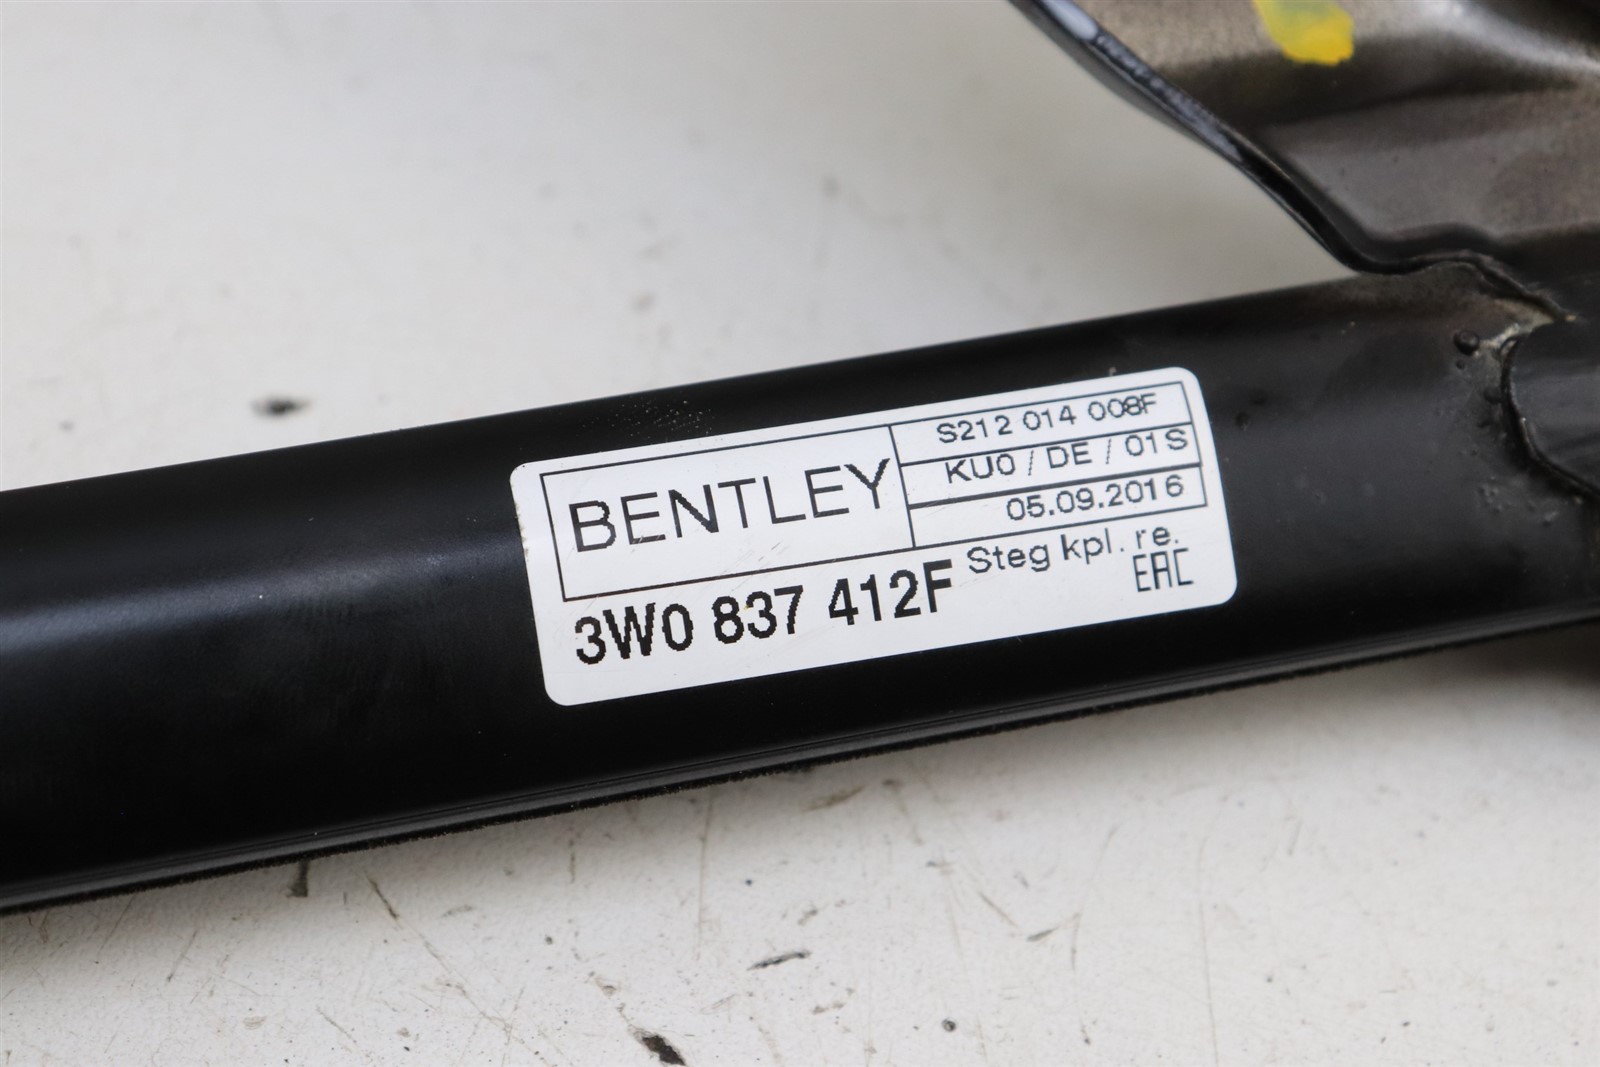 BENTLEY
S212 014 008F
KU0 / DE / 01S
05.09.2016
3W0 837 412F
Steg kpl. re.
EAC